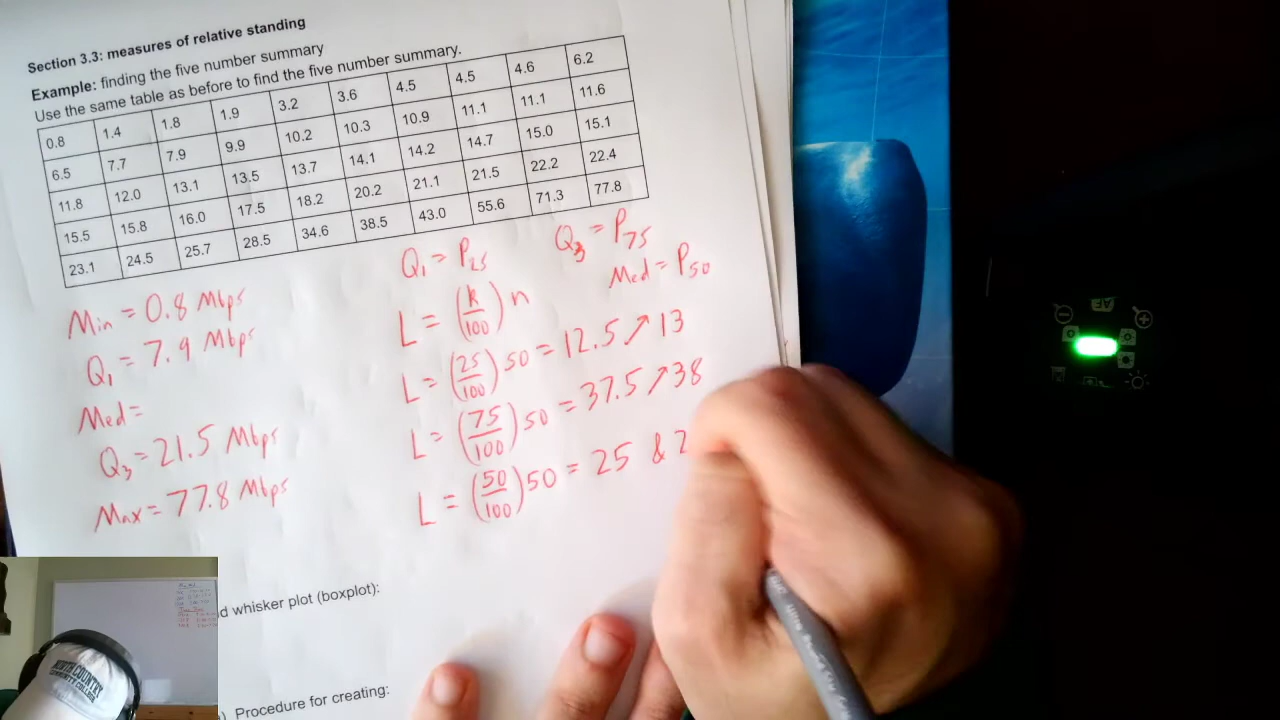 Section 3.3: measures of relative standing
Example: finding the five number summary
Use the same table as before to find the five number summary.
0.8 1.4 1.8 1.9 3.2 3.6 4.5 4.5 4.6 6.2
6.5 7.7 7.9 9.9 10.2 10.3 10.9 11.1 11.1 11.6
11.8 12.0 13.1 13.5 13.7 14.1 14.2 14.7 15.0 15.1
15.5 15.8 16.0 17.5 18.2 20.2 21.1 21.5 22.2 22.4
23.1 24.5 25.7 28.5 34.6 38.5 43.0 55.6 71.3 77.8
Q₁ = P₂₅ Q₃ = P₇₅
Med = P₅₀
Min = 0.8 Mbps
L = (k/100) n
Q₁ = 7.9 Mbps
L = (25/100) 50 = 12.5 ↗ 13
Med =
L = (75/100) 50 = 37.5 ↗ 38
Q₃ = 21.5 Mbps
L = (50/100) 50 = 25 & 2
Max = 77.8 Mbps
d whisker plot (boxplot):
) Procedure for creating:
NORTH COUNTRY
COMMUNITY COLLEGE
AF